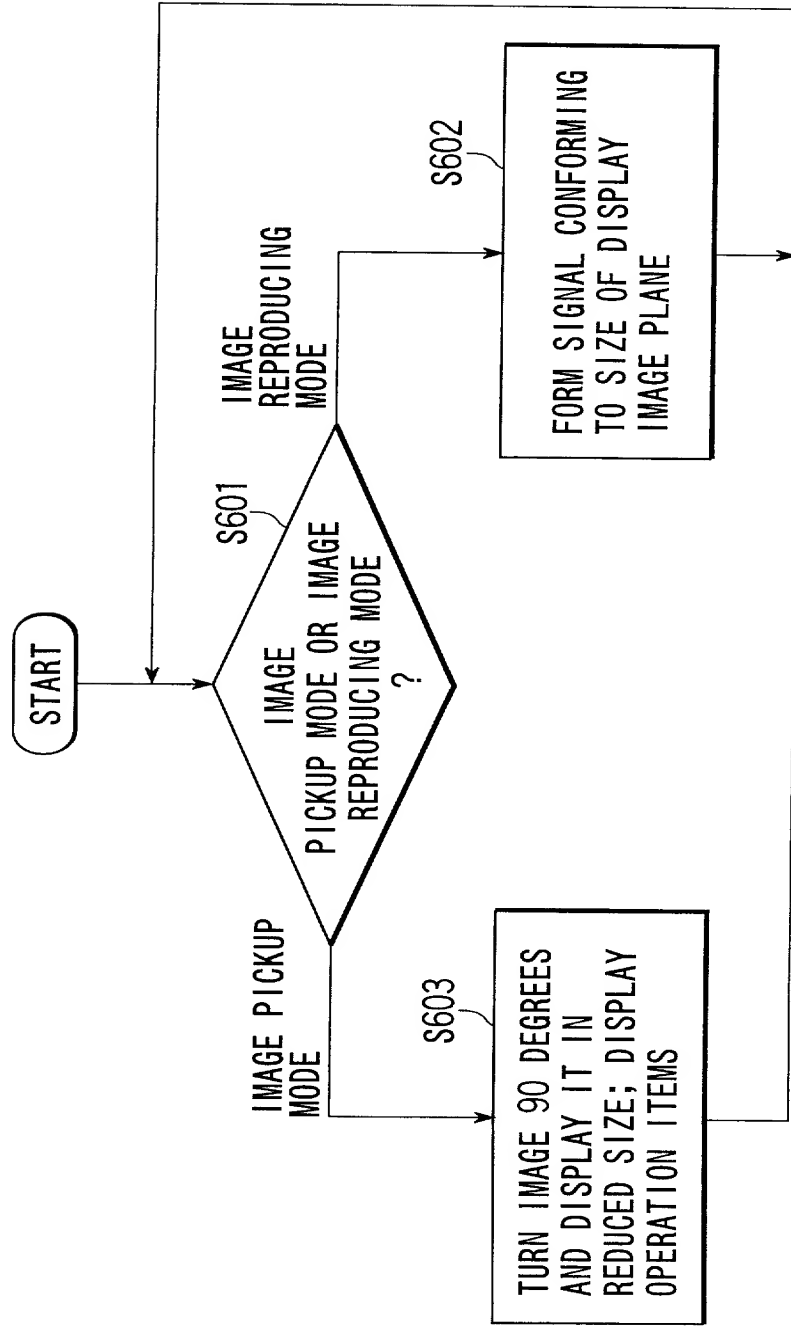 START
S601
IMAGE
PICKUP MODE OR IMAGE
REPRODUCING MODE
?
IMAGE PICKUP
MODE
IMAGE
REPRODUCING
MODE
S603
TURN IMAGE 90 DEGREES
AND DISPLAY IT IN
REDUCED SIZE; DISPLAY
OPERATION ITEMS
S602
FORM SIGNAL CONFORMING
TO SIZE OF DISPLAY
IMAGE PLANE